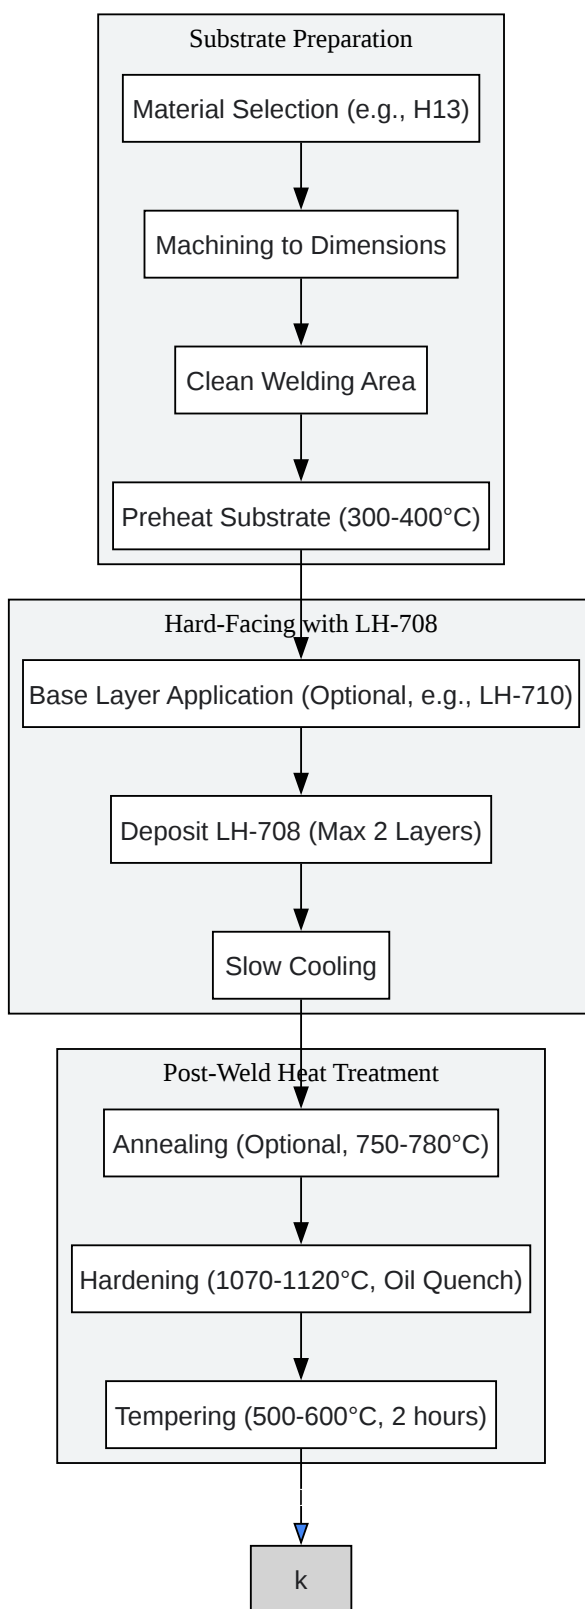 Substrate Preparation
Material Selection (e.g., H13)
Machining to Dimensions
Clean Welding Area
Preheat Substrate (300-400°C)
Hard-Facing with LH-708
Base Layer Application (Optional, e.g., LH-710)
Deposit LH-708 (Max 2 Layers)
Slow Cooling
Post-Weld Heat Treatment
Annealing (Optional, 750-780°C)
Hardening (1070-1120°C, Oil Quench)
Tempering (500-600°C, 2 hours)
k